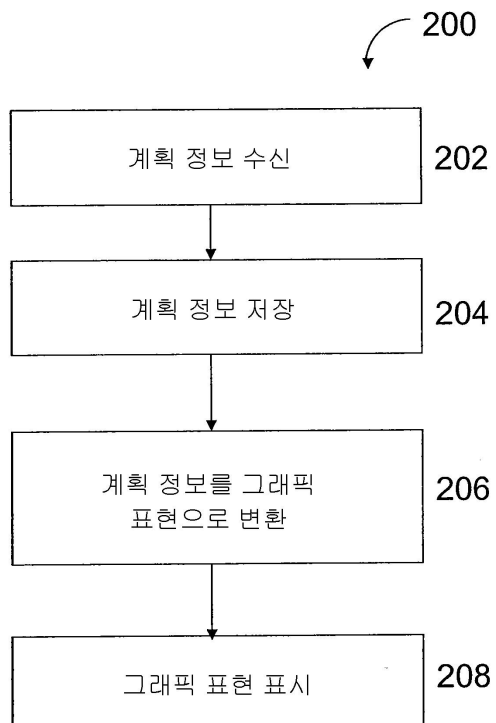 200
계획 정보 수신
202
계획 정보 저장
204
계획 정보를 그래픽
표현으로 변환
206
그래픽 표현 표시
208